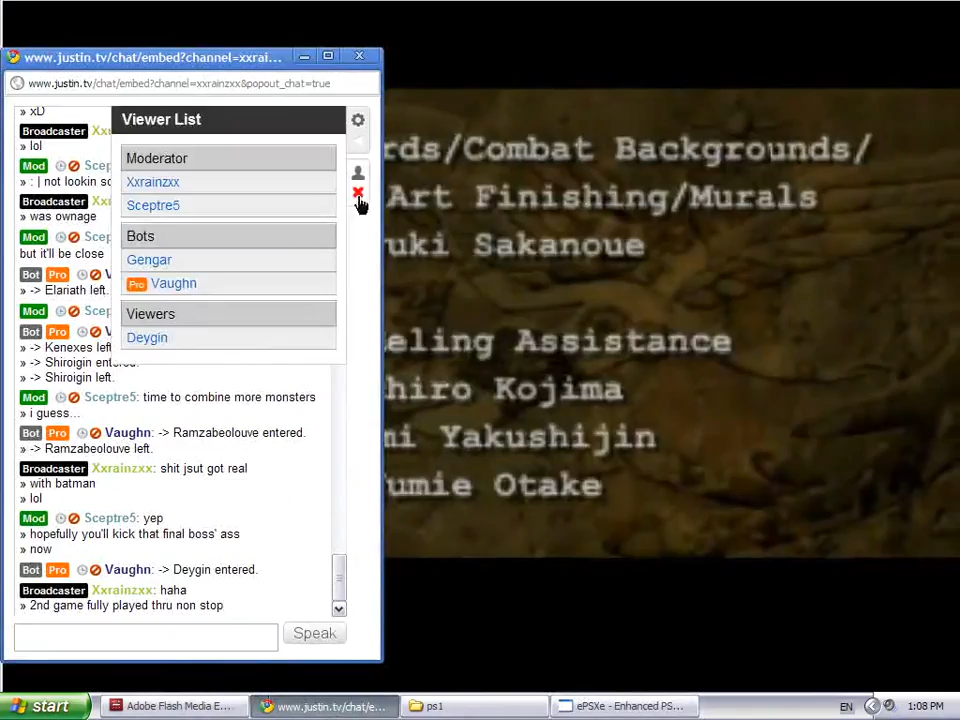 www.justin.tv/chat/embed?channel=xxrai...
www.justin.tv/chat/embed?channel=xxrainzxx&popout_chat=true
» xD
Broadcaster Xx
» lol
Mod Scept
» : | not lookin so
Broadcaster Xx
» was ownage
Mod Scep
but it'll be close
Bot Pro V
» -> Elariath left.
Mod Scep
Bot Pro V
» -> Kenexes left
» -> Shiroigin entered.
» -> Shiroigin left.
Mod Sceptre5: time to combine more monsters
» i guess...
Bot Pro Vaughn: -> Ramzabeolouve entered.
» -> Ramzabeolouve left.
Broadcaster Xxrainzxx: shit jsut got real
» with batman
» lol
Mod Sceptre5: yep
» hopefully you'll kick that final boss' ass
» now
Bot Pro Vaughn: -> Deygin entered.
Broadcaster Xxrainzxx: haha
» 2nd game fully played thru non stop
Speak
Viewer List
Moderator
Xxrainzxx
Sceptre5
Bots
Gengar
Pro Vaughn
Viewers
Deygin
rds/Combat Backgrounds/
Art Finishing/Murals
uki Sakanoue
eling Assistance
hiro Kojima
mi Yakushijin
umie Otake
start
Adobe Flash Media E...
www.justin.tv/chat/e...
ps1
ePSXe - Enhanced PS...
EN
1:08 PM